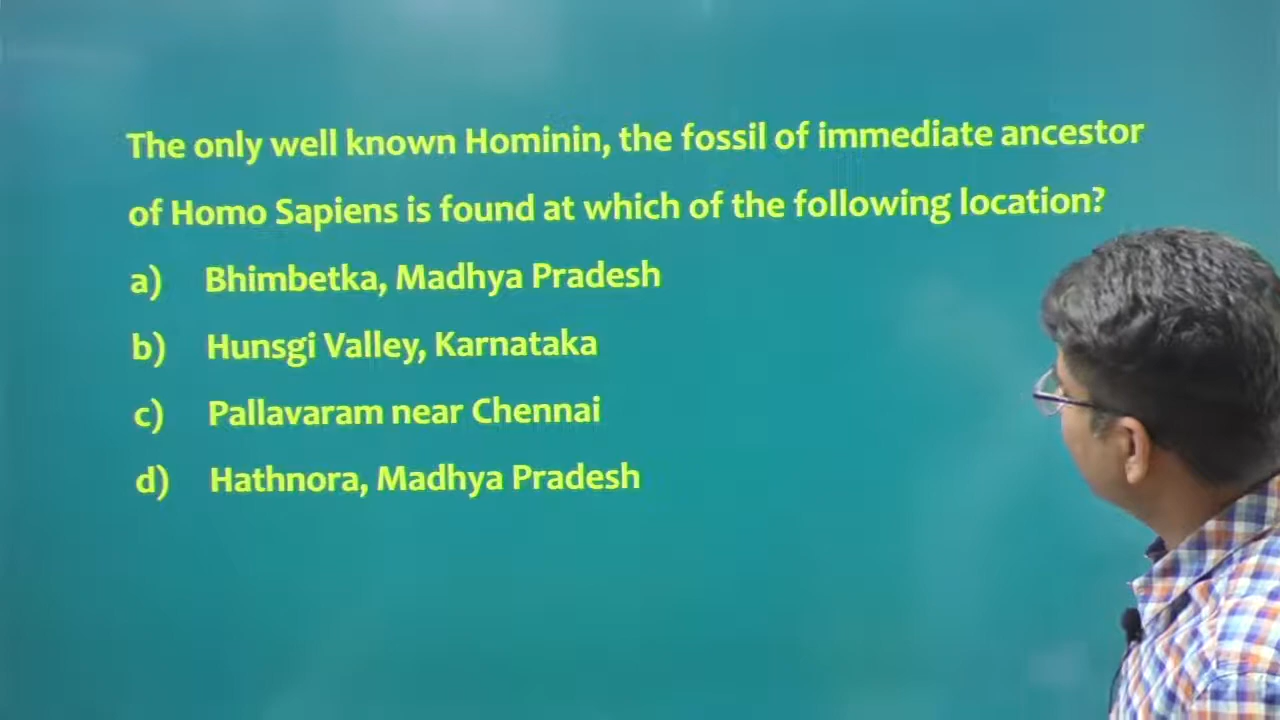 The only well known Hominin, the fossil of immediate ancestor
of Homo Sapiens is found at which of the following location?
a) Bhimbetka, Madhya Pradesh
b) Hunsgi Valley, Karnataka
c) Pallavaram near Chennai
d) Hathnora, Madhya Pradesh